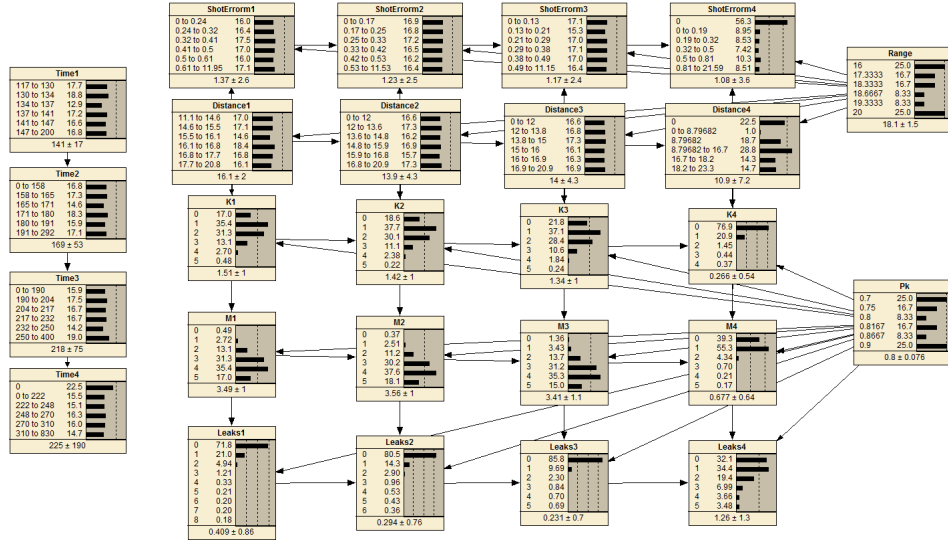 ShotErrorm1
0 to 0.24 16.0
0.24 to 0.32 16.4
0.32 to 0.41 17.5
0.41 to 0.5 17.0
0.5 to 0.61 16.0
0.61 to 11.95 17.1
1.37 ± 2.6
ShotErrorm2
0 to 0.17 16.9
0.17 to 0.25 16.8
0.25 to 0.33 17.2
0.33 to 0.42 16.5
0.42 to 0.53 16.2
0.53 to 11.53 16.4
1.23 ± 2.5
ShotErrorm3
0 to 0.13 17.1
0.13 to 0.21 15.3
0.21 to 0.29 17.0
0.29 to 0.38 17.1
0.38 to 0.49 17.0
0.49 to 11.15 16.4
1.17 ± 2.4
ShotErrorm4
0 56.3
0 to 0.19 8.95
0.19 to 0.32 8.53
0.32 to 0.5 7.42
0.5 to 0.81 10.3
0.81 to 21.59 8.51
1.08 ± 3.6
Range
16 25.0
17.3333 16.7
18.3333 16.7
18.6667 8.33
19.3333 8.33
20 25.0
18.1 ± 1.5
Time1
117 to 130 17.7
130 to 134 18.8
134 to 137 12.9
137 to 141 17.2
141 to 147 16.6
147 to 200 16.8
141 ± 17
Distance1
11.1 to 14.6 17.0
14.6 to 15.5 17.1
15.5 to 16.1 14.6
16.1 to 16.8 18.4
16.8 to 17.7 16.8
17.7 to 20.8 16.1
16.1 ± 2
Distance2
0 to 12 16.6
12 to 13.6 17.3
13.6 to 14.8 16.2
14.8 to 15.9 16.9
15.9 to 16.8 15.7
16.8 to 20.9 17.3
13.9 ± 4.3
Distance3
0 to 12 16.6
12 to 13.8 16.8
13.8 to 15 17.3
15 to 16 16.1
16 to 16.9 16.3
16.9 to 20.9 16.9
14 ± 4.3
Distance4
0 22.5
0 to 8.79682 1.0
8.79682 18.7
8.79682 to 16.7 28.8
16.7 to 18.2 14.3
18.2 to 23.3 14.7
10.9 ± 7.2
Time2
0 to 158 16.8
158 to 165 17.3
165 to 171 14.6
171 to 180 18.3
180 to 191 15.9
191 to 292 17.1
169 ± 53
K1
0 17.0
1 35.4
2 31.3
3 13.1
4 2.70
5 0.48
1.51 ± 1
K2
0 18.6
1 37.7
2 30.1
3 11.1
4 2.38
5 0.22
1.42 ± 1
K3
0 21.8
1 37.1
2 28.4
3 10.6
4 1.84
5 0.24
1.34 ± 1
K4
0 76.9
1 20.9
2 1.45
3 0.44
4 0.37
0.266 ± 0.54
Time3
0 to 190 15.9
190 to 204 17.5
204 to 217 16.7
217 to 232 16.7
232 to 250 14.2
250 to 400 19.0
218 ± 75
Pk
0.7 25.0
0.75 16.7
0.8 8.33
0.8167 16.7
0.8667 8.33
0.9 25.0
0.8 ± 0.076
M1
0 0.49
1 2.72
2 13.1
3 31.3
4 35.4
5 17.0
3.49 ± 1
M2
0 0.37
1 2.51
2 11.2
3 30.2
4 37.6
5 18.1
3.56 ± 1
M3
0 1.36
1 3.43
2 13.7
3 31.2
4 35.3
5 15.0
3.41 ± 1.1
M4
0 39.3
1 55.3
2 4.34
3 0.70
4 0.21
5 0.17
0.677 ± 0.64
Time4
0 22.5
0 to 222 15.5
222 to 248 15.1
248 to 270 16.3
270 to 310 16.0
310 to 830 14.7
225 ± 190
Leaks1
0 71.8
1 21.0
2 4.94
3 1.21
4 0.33
5 0.21
6 0.20
7 0.20
8 0.18
0.409 ± 0.86
Leaks2
0 80.5
1 14.3
2 2.90
3 0.96
4 0.53
5 0.43
6 0.36
0.294 ± 0.76
Leaks3
0 85.8
1 9.69
2 2.30
3 0.84
4 0.70
5 0.69
0.231 ± 0.7
Leaks4
0 32.1
1 34.4
2 19.4
3 6.99
4 3.66
5 3.48
1.26 ± 1.3